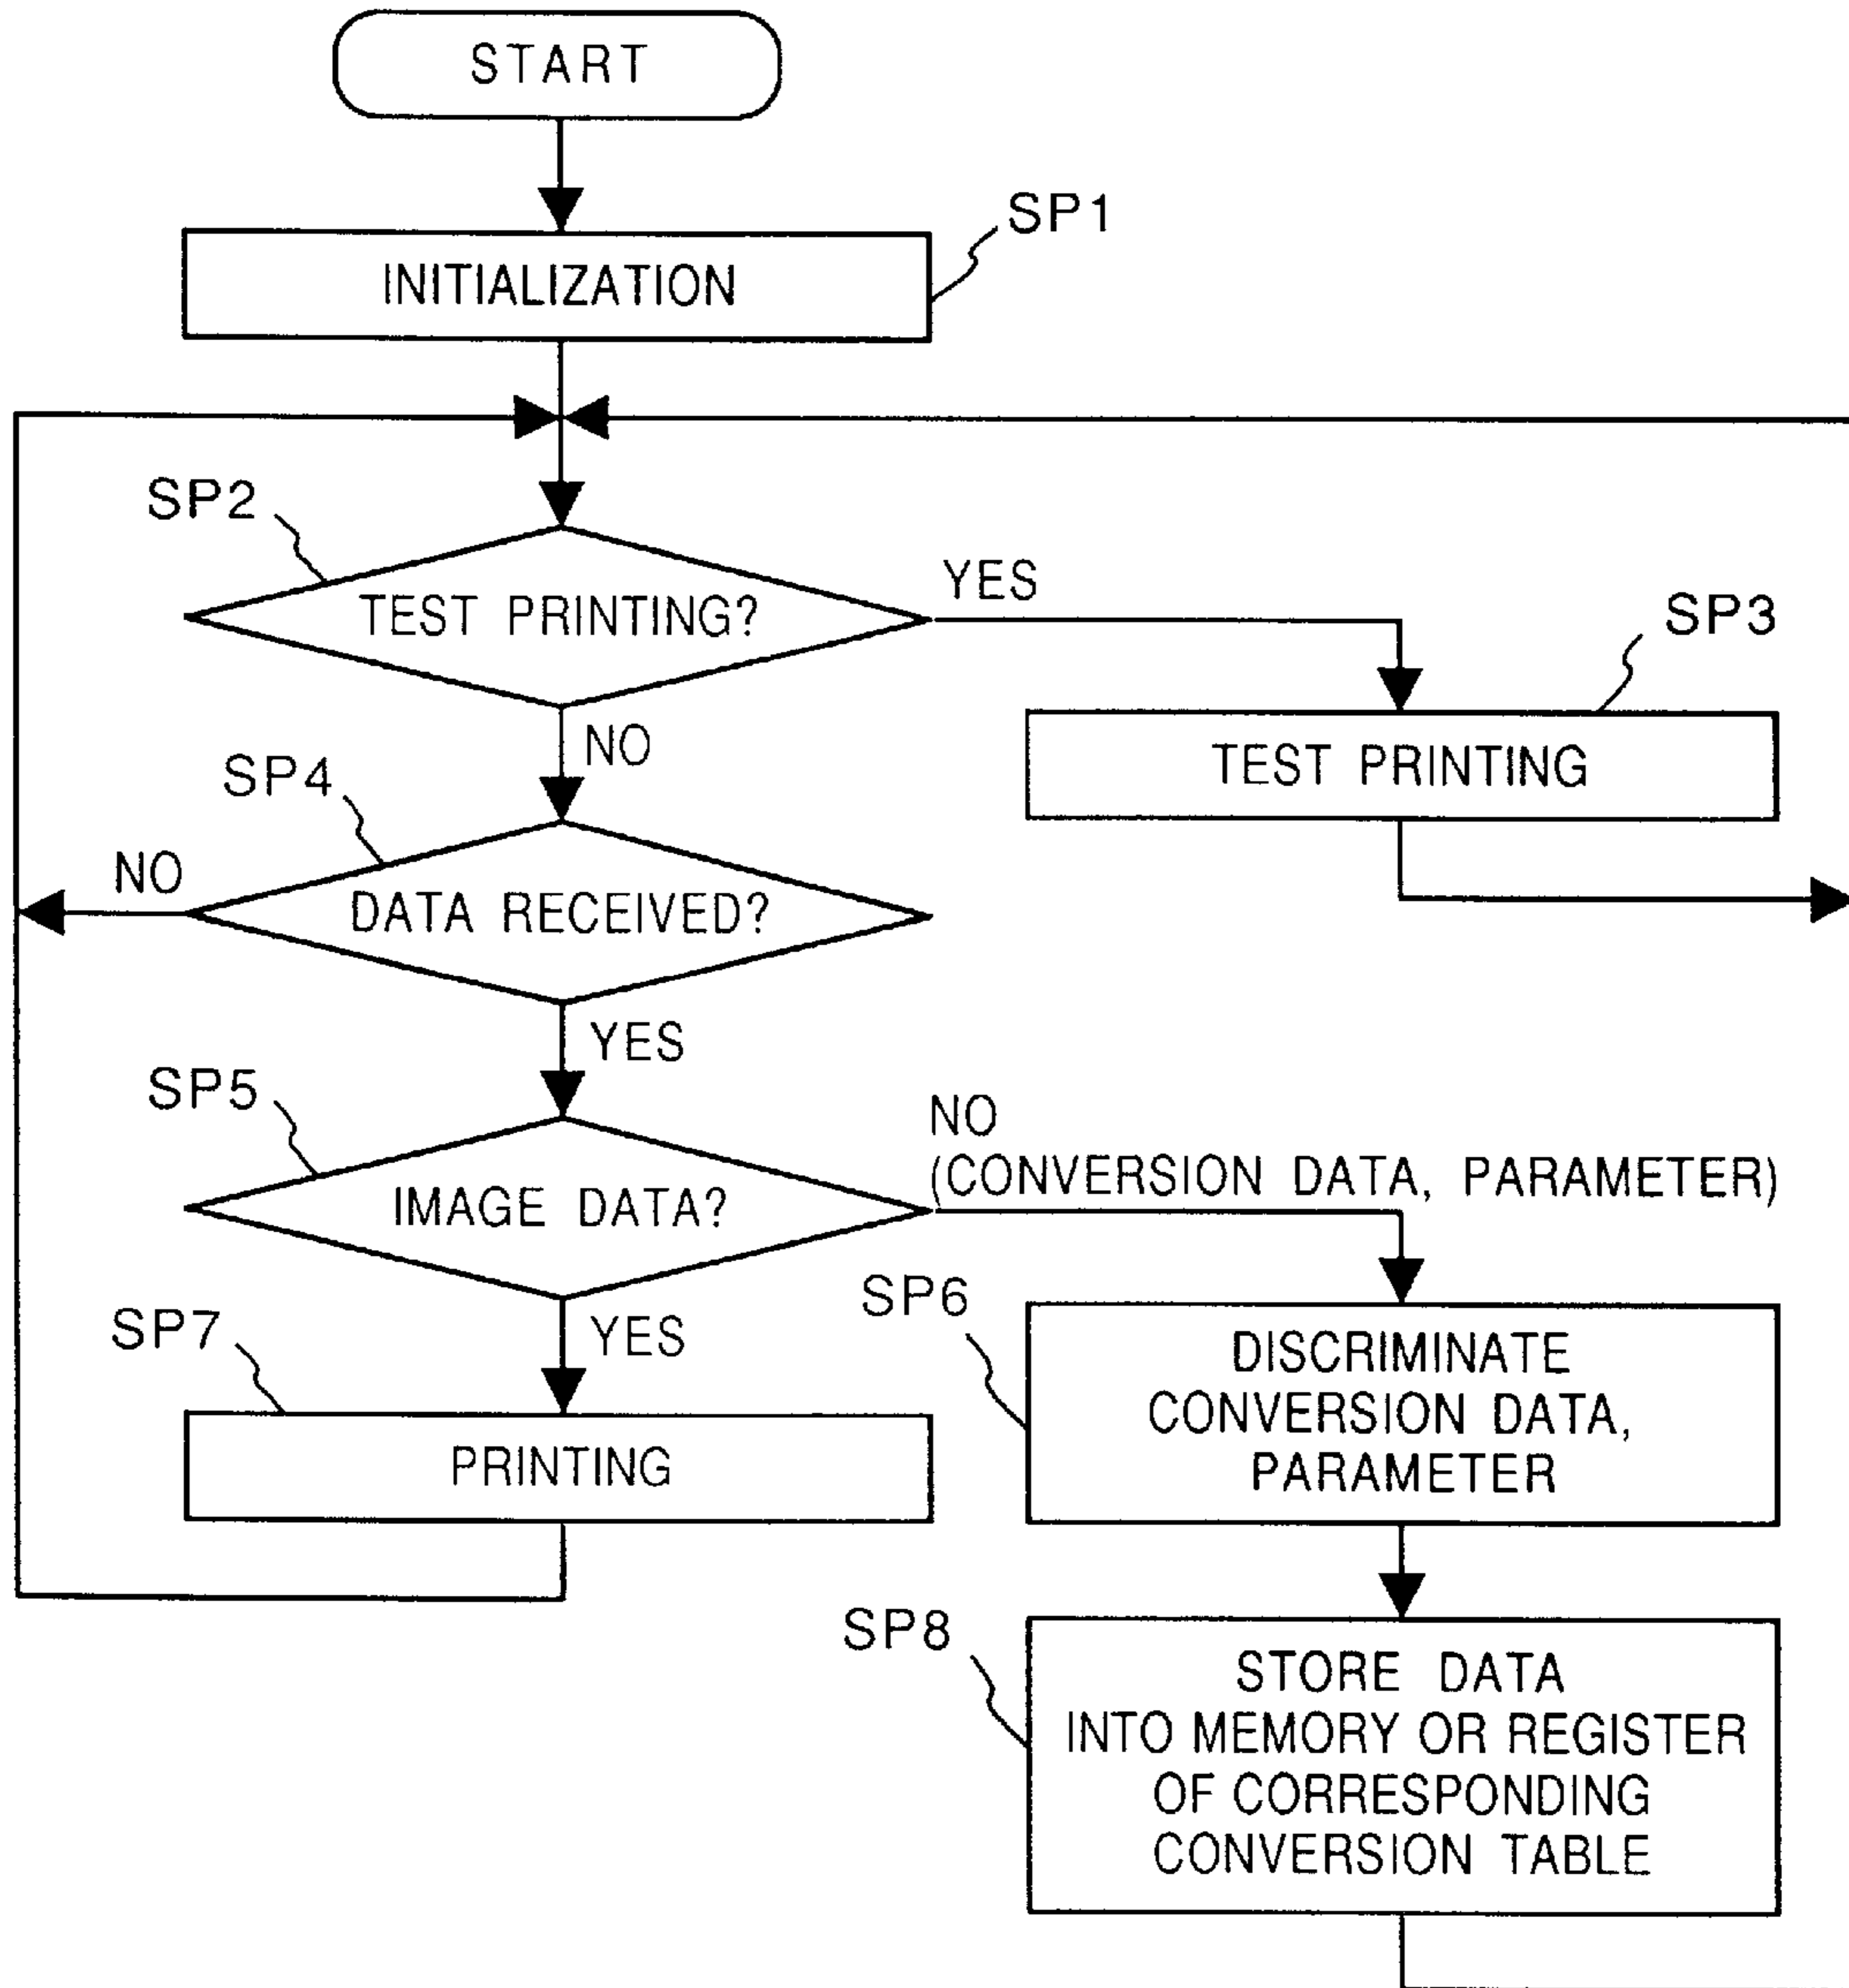 START
SP1
INITIALIZATION
SP2
TEST PRINTING?
YES
SP3
TEST PRINTING
NO
SP4
NO
DATA RECEIVED?
YES
SP5
IMAGE DATA?
NO
(CONVERSION DATA, PARAMETER)
SP6
DISCRIMINATE
CONVERSION DATA,
PARAMETER
YES
SP7
PRINTING
SP8
STORE DATA
INTO MEMORY OR REGISTER
OF CORRESPONDING
CONVERSION TABLE